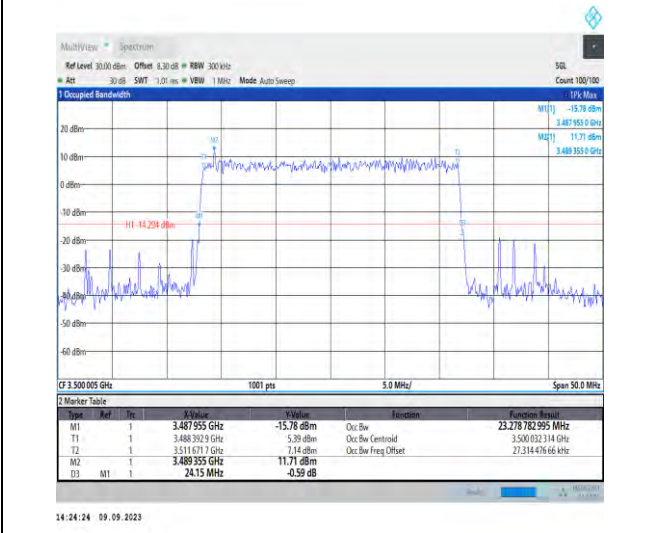 MultiView Spectrum
Ref Level 30.00 dBm Offset 8.30 dB RBW 300 kHz SGL
Att 30 dB SWT 1.01 ms VBW 1 MHz Mode Auto Sweep Count 100/100
1 Occupied Bandwidth 1Pk Max
M1[1] -15.78 dBm
3.487 955 0 GHz
M2[1] 11.71 dBm
3.489 355 0 GHz
20 dBm
M2
10 dBm
T1
0 dBm
-10 dBm
H1 -14.294 dBm
-20 dBm
-30 dBm
-40 dBm
-50 dBm
-60 dBm
CF 3.500 005 GHz 1001 pts 5.0 MHz/ Span 50.0 MHz
2 Marker Table
Type Ref Trc X-Value Y-Value Function Function Result
M1 1 3.487 955 GHz -15.78 dBm Occ Bw 23.278 782 995 MHz
T1 1 3.488 392 9 GHz 5.39 dBm Occ Bw Centroid 3.500 032 314 GHz
T2 1 3.511 671 7 GHz 7.14 dBm Occ Bw Freq Offset 27.314 476 66 kHz
M2 1 3.489 355 GHz 11.71 dBm
D3 M1 1 24.15 MHz -0.59 dB
14:24:24 09.09.2023